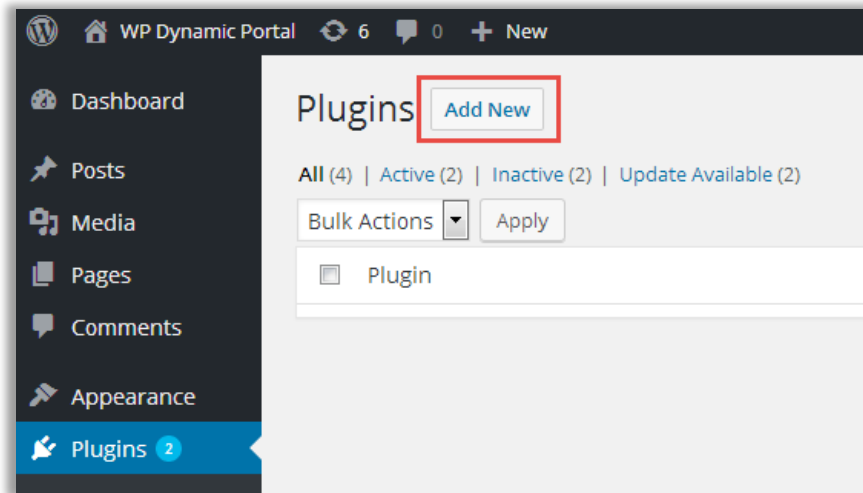 WP Dynamic Portal 6 0 New
Dashboard
Posts
Media
Pages
Comments
Appearance
Plugins 2
Plugins Add New
All (4) | Active (2) | Inactive (2) | Update Available (2)
Bulk Actions Apply
Plugin